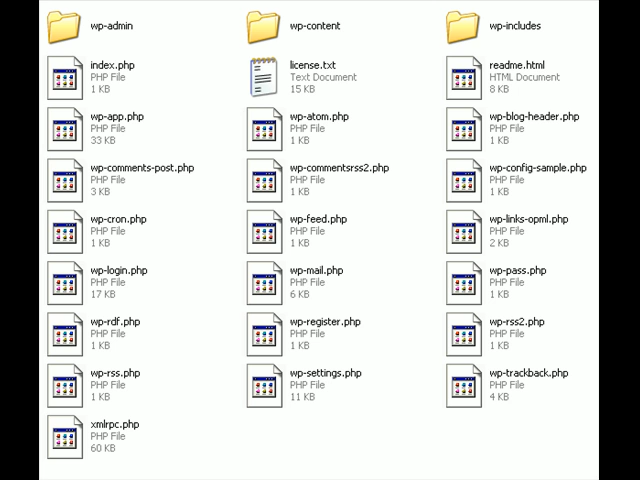 wp-admin
wp-content
wp-includes
index.php
PHP File
1 KB
license.txt
Text Document
15 KB
readme.html
HTML Document
8 KB
wp-app.php
PHP File
33 KB
wp-atom.php
PHP File
1 KB
wp-blog-header.php
PHP File
1 KB
wp-comments-post.php
PHP File
3 KB
wp-commentsrss2.php
PHP File
1 KB
wp-config-sample.php
PHP File
1 KB
wp-cron.php
PHP File
1 KB
wp-feed.php
PHP File
1 KB
wp-links-opml.php
PHP File
2 KB
wp-login.php
PHP File
17 KB
wp-mail.php
PHP File
6 KB
wp-pass.php
PHP File
1 KB
wp-rdf.php
PHP File
1 KB
wp-register.php
PHP File
1 KB
wp-rss2.php
PHP File
1 KB
wp-rss.php
PHP File
1 KB
wp-settings.php
PHP File
11 KB
wp-trackback.php
PHP File
4 KB
xmlrpc.php
PHP File
60 KB